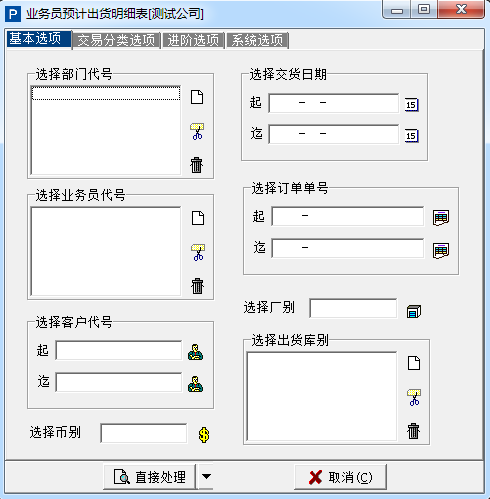 P 业务员预计出货明细表[测试公司]
基本选项 交易分类选项 进阶选项 系统选项
选择部门代号
选择业务员代号
选择客户代号
起
迄
选择币别
选择交货日期
起 - - 15
迄 - - 15
选择订单单号
起 -
迄 -
选择厂别
选择出货库别
直接处理 取消(C)